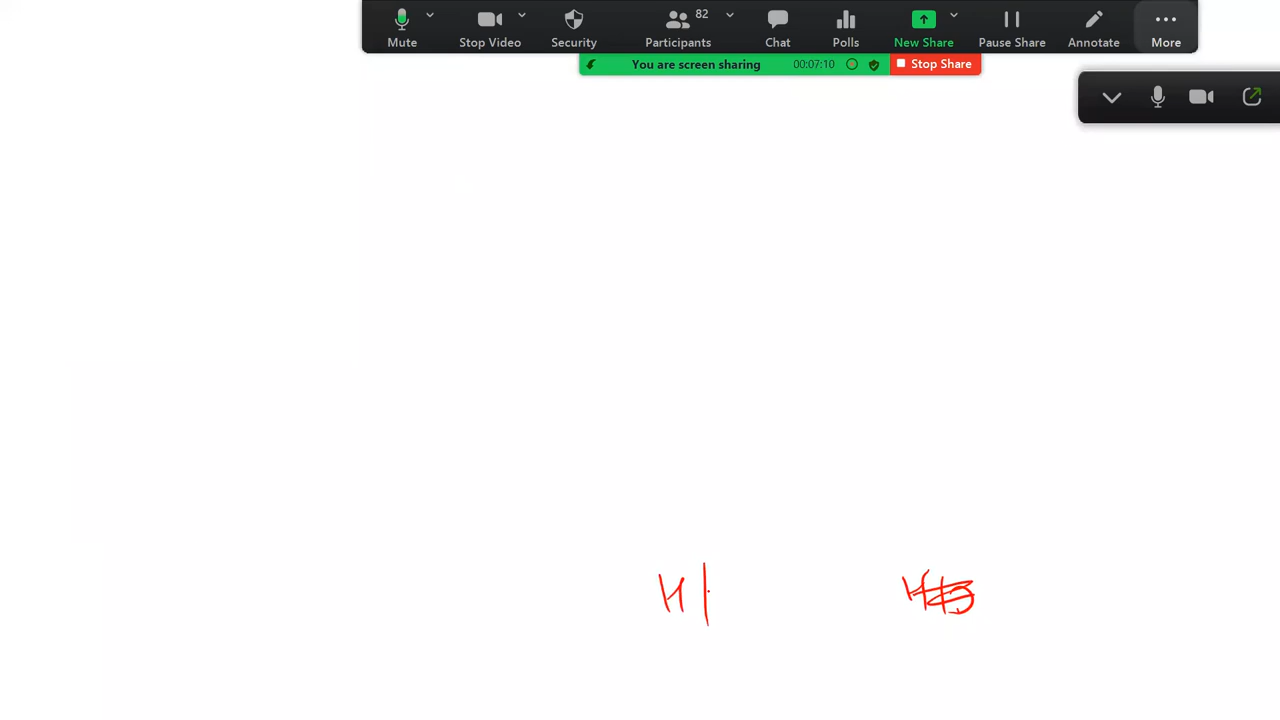 82
Mute Stop Video Security Participants Chat Polls New Share Pause Share Annotate More
You are screen sharing 00:07:10 Stop Share
H |